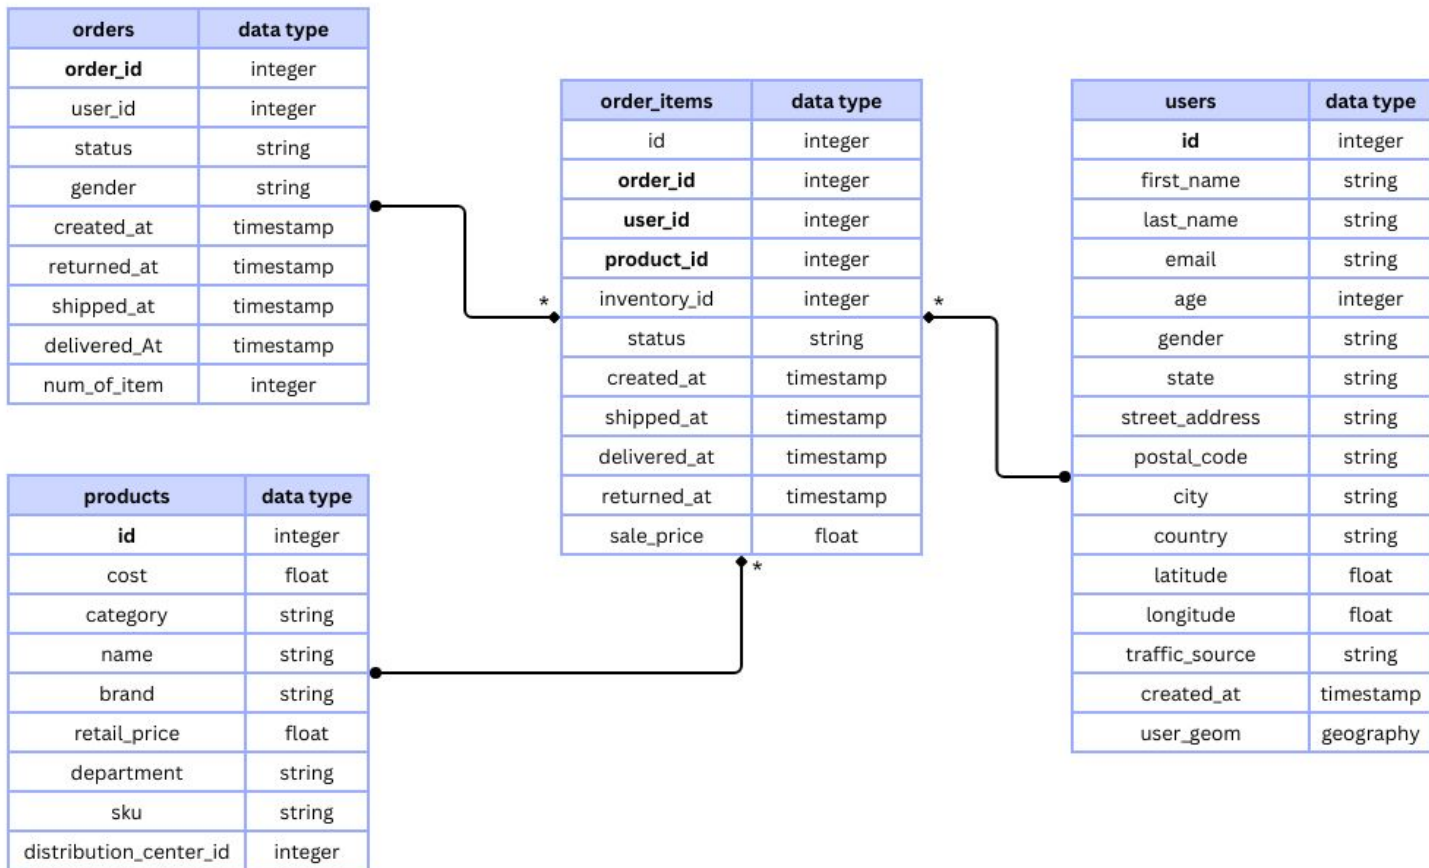 orders data type
order_id integer
user_id integer
status string
gender string
created_at timestamp
returned_at timestamp
shipped_at timestamp
delivered_At timestamp
num_of_item integer
products data type
id integer
cost float
category string
name string
brand string
retail_price float
department string
sku string
distribution_center_id integer
order_items data type
id integer
order_id integer
user_id integer
product_id integer
* inventory_id integer *
status string
created_at timestamp
shipped_at timestamp
delivered_at timestamp
returned_at timestamp
sale_price float
*
users data type
id integer
first_name string
last_name string
email string
age integer
gender string
state string
street_address string
postal_code string
city string
country string
latitude float
longitude float
traffic_source string
created_at timestamp
user_geom geography